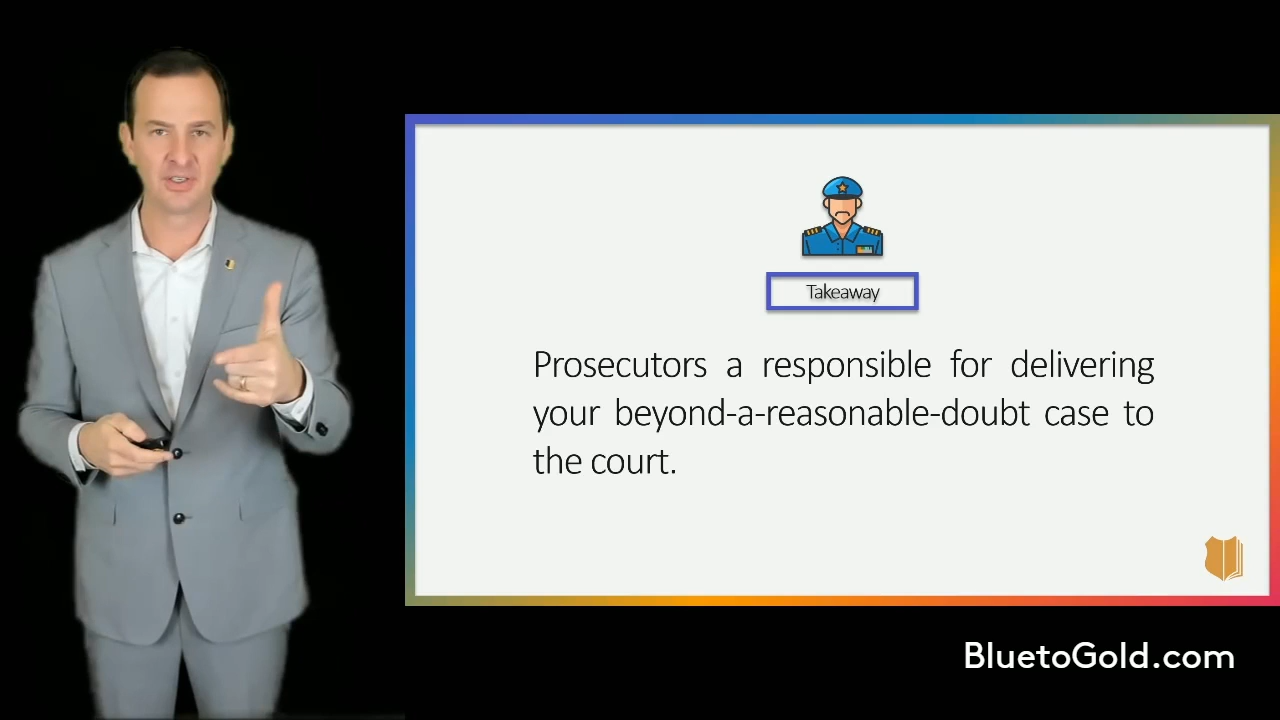 Takeaway
Prosecutors a responsible for delivering
your beyond-a-reasonable-doubt case to
the court.
BluetoGold.com